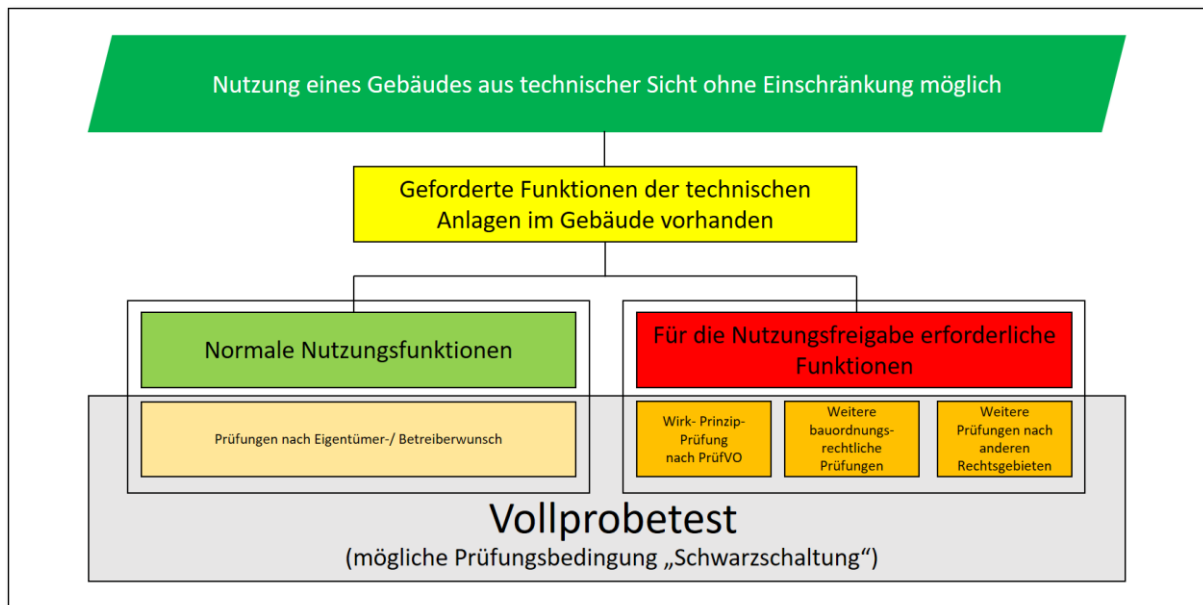 Nutzung eines Gebäudes aus technischer Sicht ohne Einschränkung möglich
Geforderte Funktionen der technischen
Anlagen im Gebäude vorhanden
Normale Nutzungsfunktionen
Für die Nutzungsfreigabe erforderliche
Funktionen
Prüfungen nach Eigentümer-/ Betreiberwunsch
Wirk- Prinzip-
Prüfung
nach PrüfVO
Weitere
bauordnungs-
rechtliche
Prüfungen
Weitere
Prüfungen nach
anderen
Rechtsgebieten
Vollprobetest
(mögliche Prüfungsbedingung „Schwarzschaltung“)